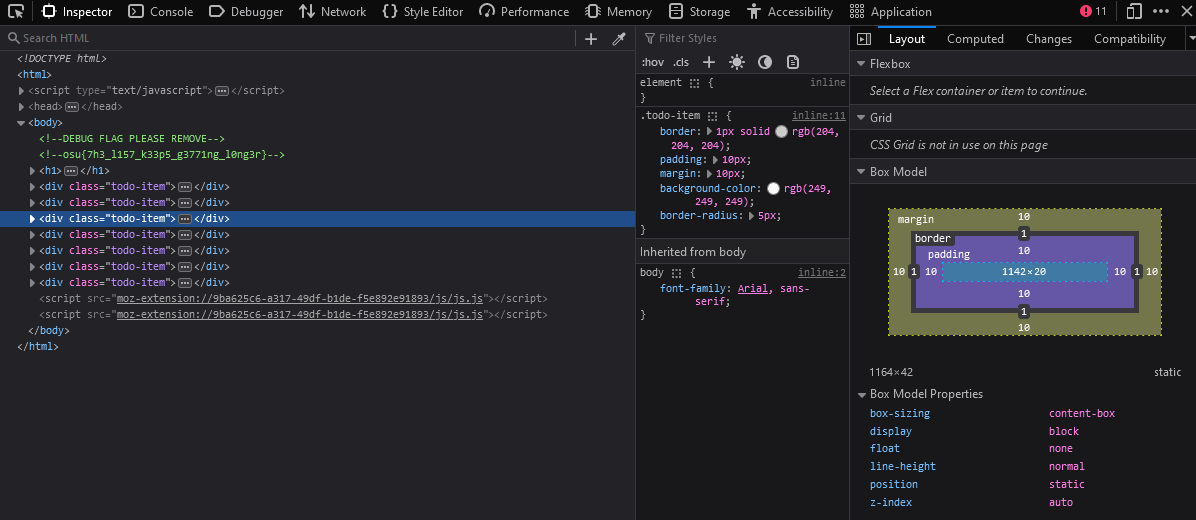 Inspector Console Debugger Network Style Editor Performance Memory Storage Accessibility Application 11
Search HTML
<!DOCTYPE html>
<html>
<script type="text/javascript"></script>
<head></head>
<body>
<!--DEBUG FLAG PLEASE REMOVE-->
<!--osu{7h3_l157_k33p5_g3771ng_l0ng3r}-->
<h1></h1>
<div class="todo-item"></div>
<div class="todo-item"></div>
<div class="todo-item"></div>
<div class="todo-item"></div>
<div class="todo-item"></div>
<div class="todo-item"></div>
<div class="todo-item"></div>
<script src="moz-extension://9ba625c6-a317-49df-b1de-f5e892e91893/js/js.js"></script>
<script src="moz-extension://9ba625c6-a317-49df-b1de-f5e892e91893/js/js.js"></script>
</body>
</html>
Filter Styles
:hov .cls
element { inline
}
.todo-item { inline:11
border: 1px solid rgb(204,
204, 204);
padding: 10px;
margin: 10px;
background-color: rgb(249,
249, 249);
border-radius: 5px;
}
Inherited from body
body { inline:2
font-family: Arial, sans-
serif;
}
Layout Computed Changes Compatibility
Flexbox
Select a Flex container or item to continue.
Grid
CSS Grid is not in use on this page
Box Model
margin 10
border 1
padding 10
10 1 10 1142×20 10 1 10
10
1
10
1164×42 static
Box Model Properties
box-sizing content-box
display block
float none
line-height normal
position static
z-index auto